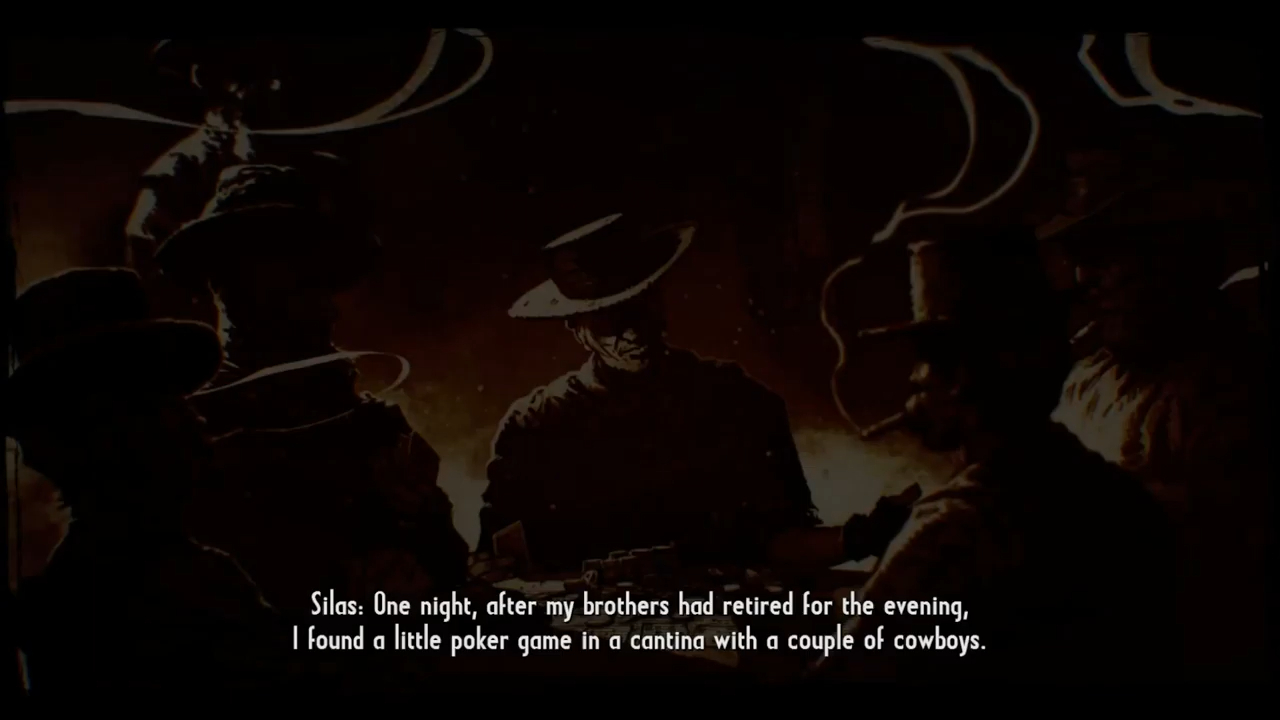 Silas: One night, after my brothers had retired for the evening,
I found a little poker game in a cantina with a couple of cowboys.